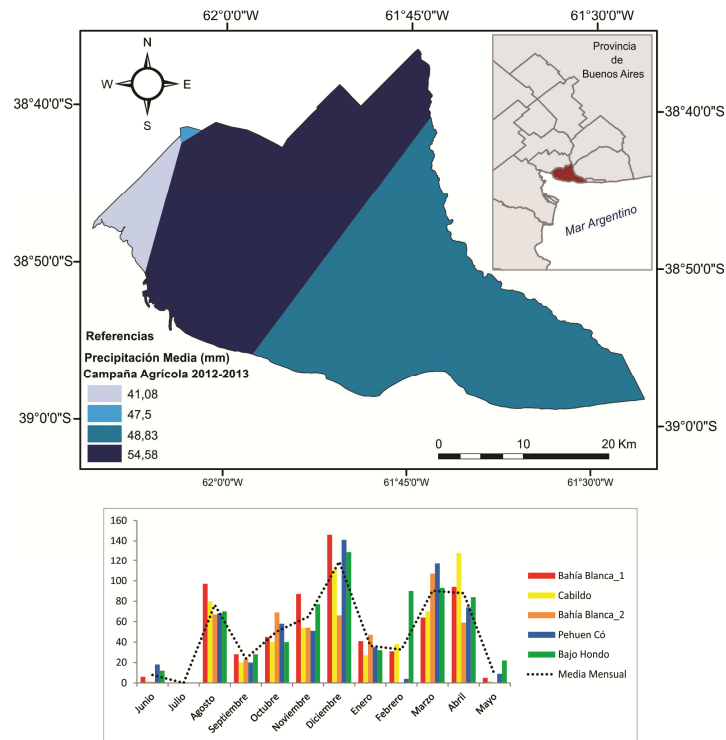 62°0'0"W
61°45'0"W
61°30'0"W
N
W
E
S
Provincia
de
Buenos Aires
Mar Argentino
38°40'0"S
38°40'0"S
38°50'0"S
38°50'0"S
39°0'0"S
39°0'0"S
Referencias
Precipitación Media (mm)
Campaña Agrícola 2012-2013
41,08
47,5
48,83
54,58
0 10 20 Km
62°0'0"W
61°45'0"W
61°30'0"W
160
140
120
100
80
60
40
20
0
Junio
Julio
Agosto
Septiembre
Octubre
Noviembre
Diciembre
Enero
Febrero
Marzo
Abril
Mayo
Bahía Blanca_1
Cabildo
Bahía Blanca_2
Pehuen Có
Bajo Hondo
Media Mensual